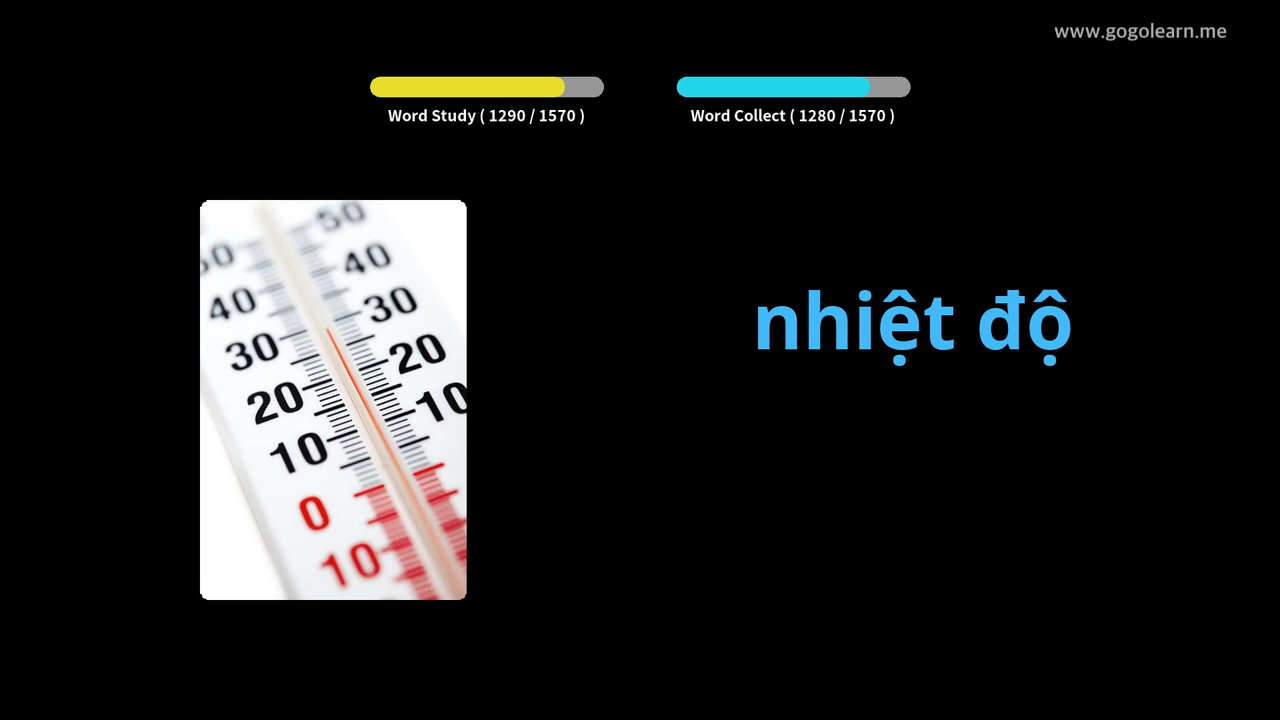 www.gogolearn.me
Word Study ( 1290 / 1570 )
Word Collect ( 1280 / 1570 )
nhiệt độ
50
40
40
30
30
20
20
10
10
0
10